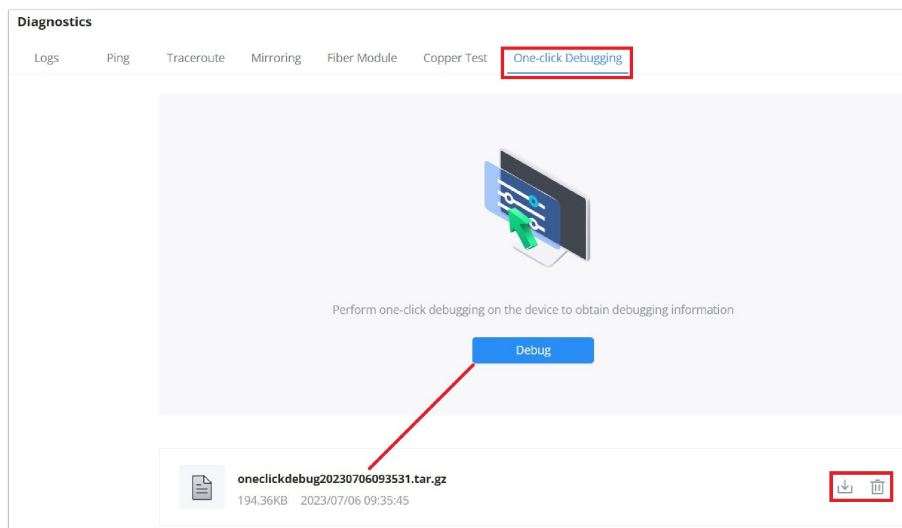 Diagnostics
Logs Ping Traceroute Mirroring Fiber Module Copper Test One-click Debugging
Perform one-click debugging on the device to obtain debugging information
Debug
oneclickdebug20230706093531.tar.gz
194.36KB 2023/07/06 09:35:45